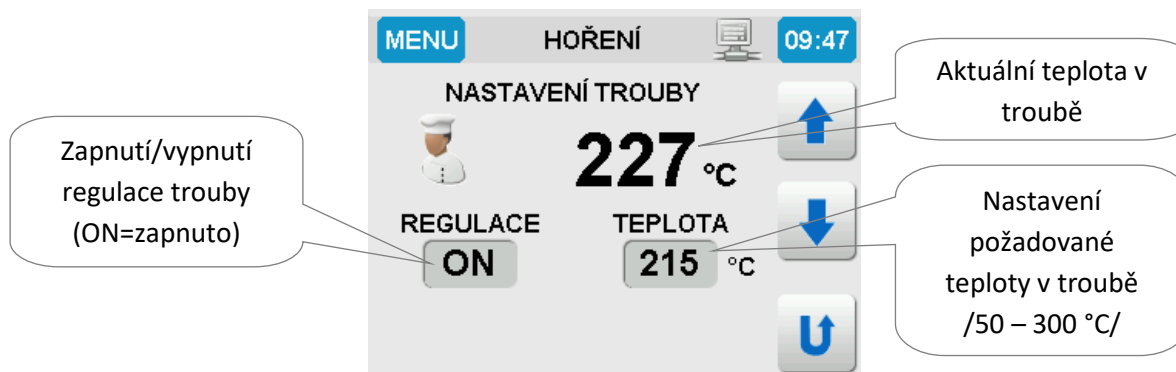 MENU HOŘENÍ 09:47
NASTAVENÍ TROUBY
227 °C
REGULACE TEPLOTA
ON 215 °C
Zapnutí/vypnutí
regulace trouby
(ON=zapnuto)
Aktuální teplota v
troubě
Nastavení
požadované
teploty v troubě
/50 – 300 °C/